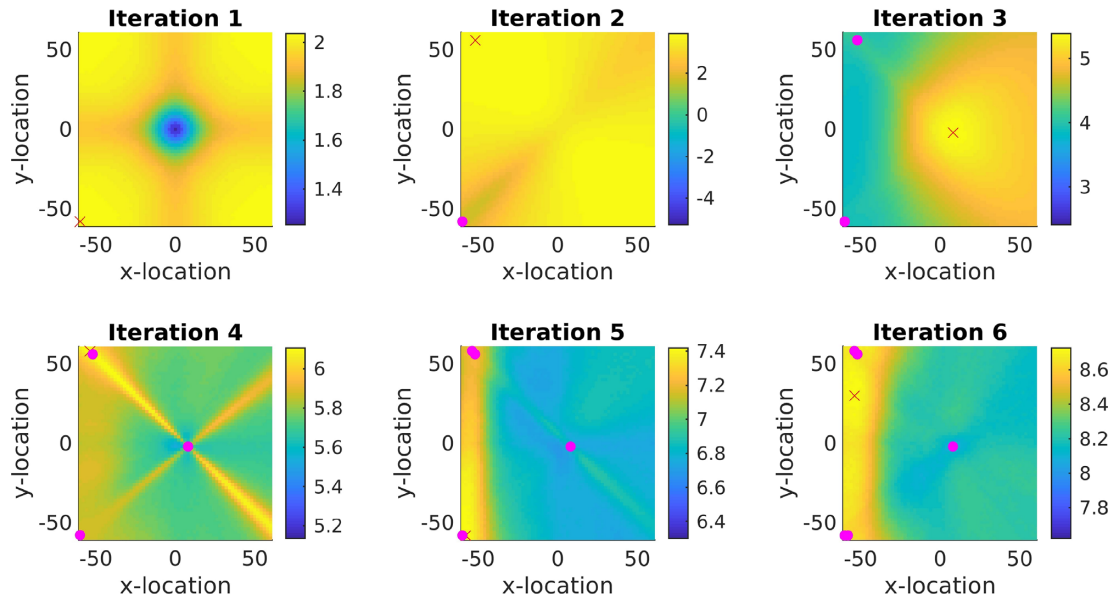 Iteration 1
50
0
-50
y-location
-50 0 50
x-location
2
1.8
1.6
1.4
Iteration 2
50
0
-50
y-location
-50 0 50
x-location
2
0
-2
-4
Iteration 3
50
0
-50
y-location
-50 0 50
x-location
5
4
3
Iteration 4
50
0
-50
y-location
-50 0 50
x-location
6
5.8
5.6
5.4
5.2
Iteration 5
50
0
-50
y-location
-50 0 50
x-location
7.4
7.2
7
6.8
6.6
6.4
Iteration 6
50
0
-50
y-location
-50 0 50
x-location
8.6
8.4
8.2
8
7.8